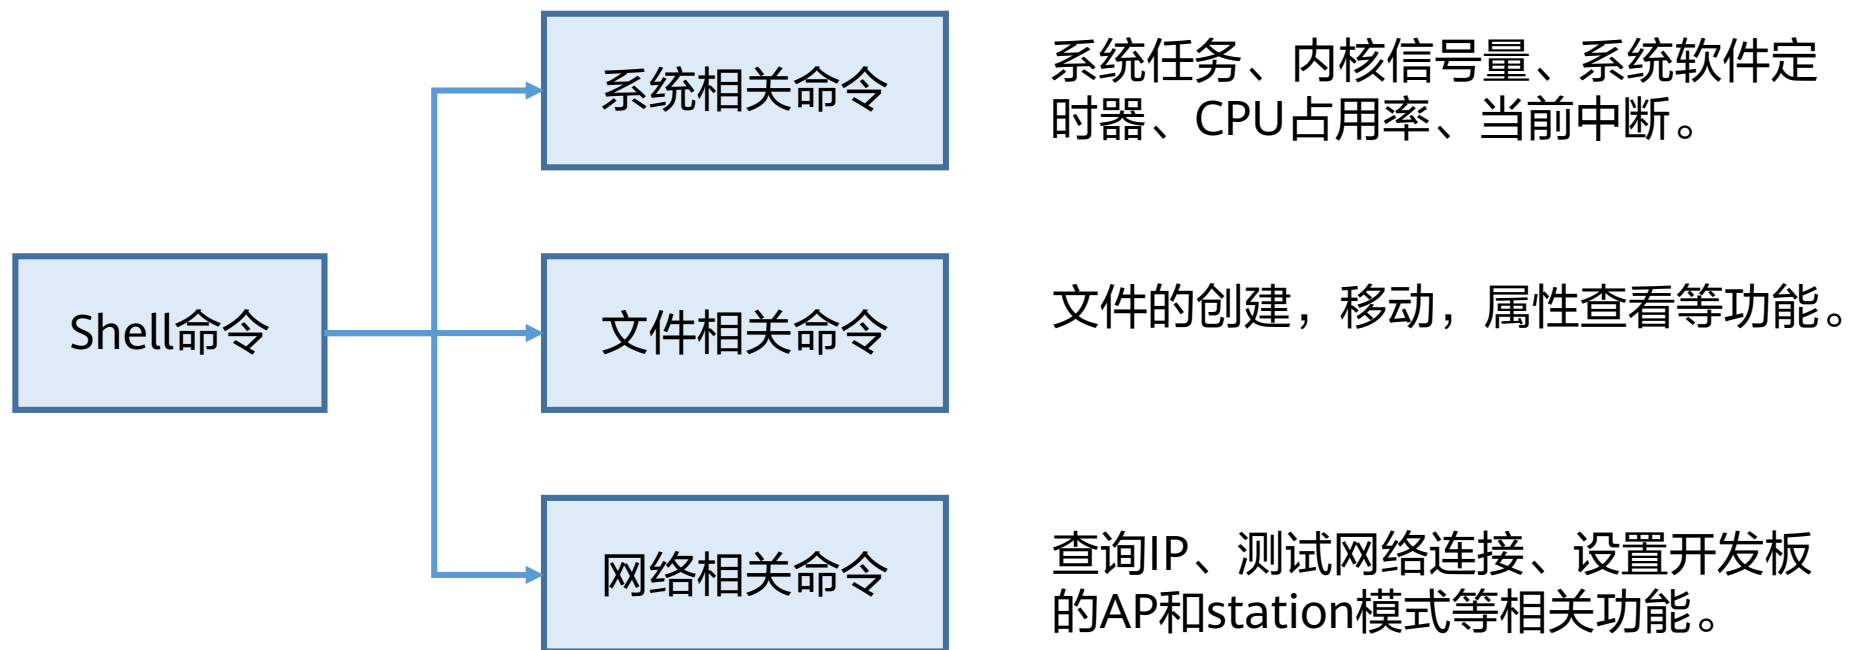 系统相关命令
系统任务、内核信号量、系统软件定
时器、CPU占用率、当前中断。
Shell命令
文件相关命令
文件的创建，移动，属性查看等功能。
网络相关命令
查询IP、测试网络连接、设置开发板
的AP和station模式等相关功能。